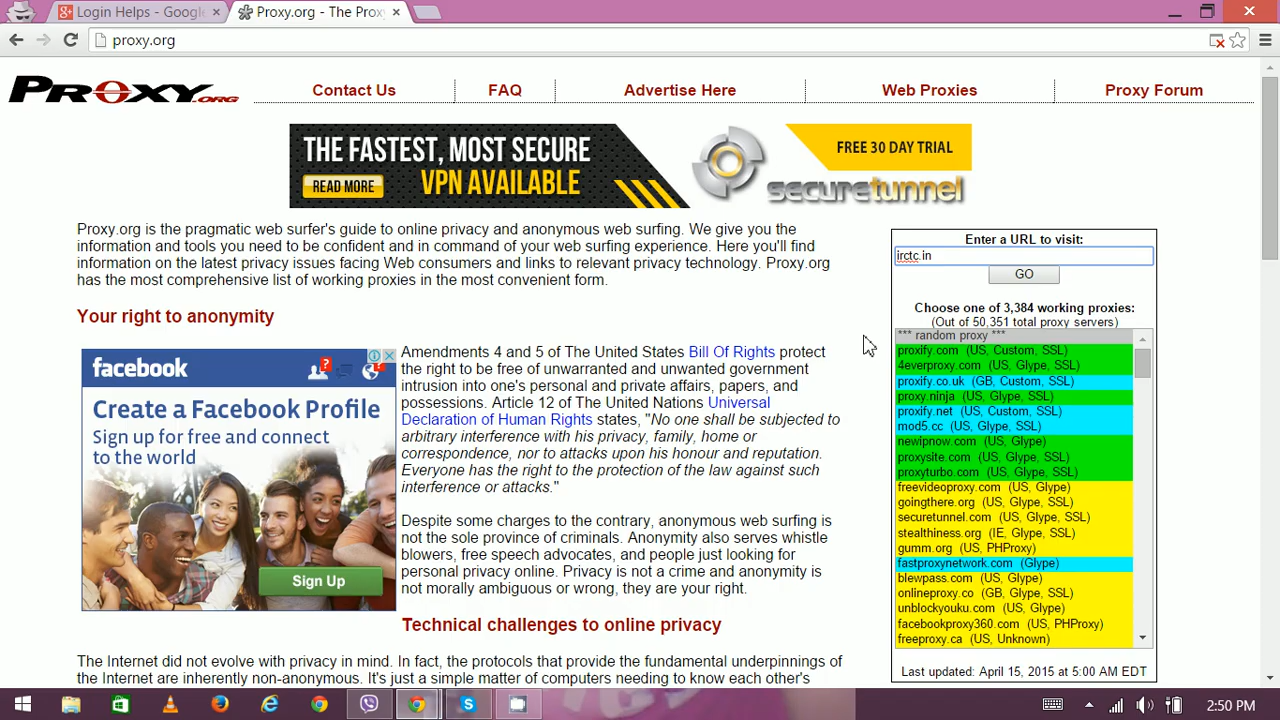 Login Helps - Googl
Proxy.org - The Prox
proxy.org
PROXY.ORG
Contact Us
FAQ
Advertise Here
Web Proxies
Proxy Forum
THE FASTEST, MOST SECURE
VPN AVAILABLE
READ MORE
FREE 30 DAY TRIAL
securetunnel
Proxy.org is the pragmatic web surfer's guide to online privacy and anonymous web surfing. We give you the
information and tools you need to be confident and in command of your web surfing experience. Here you'll find
information on the latest privacy issues facing Web consumers and links to relevant privacy technology. Proxy.org
has the most comprehensive list of working proxies in the most convenient form.
Your right to anonymity
facebook
?
Create a Facebook Profile
Sign up for free and connect
to the world
Sign Up
Amendments 4 and 5 of The United States Bill Of Rights protect
the right to be free of unwarranted and unwanted government
intrusion into one's personal and private affairs, papers, and
possessions. Article 12 of The United Nations Universal
Declaration of Human Rights states, "No one shall be subjected to
arbitrary interference with his privacy, family, home or
correspondence, nor to attacks upon his honour and reputation.
Everyone has the right to the protection of the law against such
interference or attacks."
Despite some charges to the contrary, anonymous web surfing is
not the sole province of criminals. Anonymity also serves whistle
blowers, free speech advocates, and people just looking for
personal privacy online. Privacy is not a crime and anonymity is
not morally ambiguous or wrong, they are your right.
Technical challenges to online privacy
The Internet did not evolve with privacy in mind. In fact, the protocols that provide the fundamental underpinnings
of the Internet are inherently non-anonymous. It's just a simple matter of computers needing to know each other's
Enter a URL to visit:
irctc.in
GO
Choose one of 3,384 working proxies:
(Out of 50,351 total proxy servers)
*** random proxy ***
proxify.com (US, Custom, SSL)
4everproxy.com (US, Glype, SSL)
proxify.co.uk (GB, Custom, SSL)
proxy.ninja (US, Glype, SSL)
proxify.net (US, Custom, SSL)
mod5.cc (US, Glype, SSL)
newipnow.com (US, Glype)
proxysite.com (US, Glype, SSL)
proxyturbo.com (US, Glype, SSL)
freevideoproxy.com (US, Glype)
goingthere.org (US, Glype, SSL)
securetunnel.com (US, Glype, SSL)
stealthiness.org (IE, Glype, SSL)
gumm.org (US, PHProxy)
fastproxynetwork.com (Glype)
blewpass.com (US, Glype)
onlineproxy.co (GB, Glype, SSL)
unblockyouku.com (US, Glype)
facebookproxy360.com (US, PHProxy)
freeproxy.ca (US, Unknown)
Last updated: April 15, 2015 at 5:00 AM EDT
2:50 PM